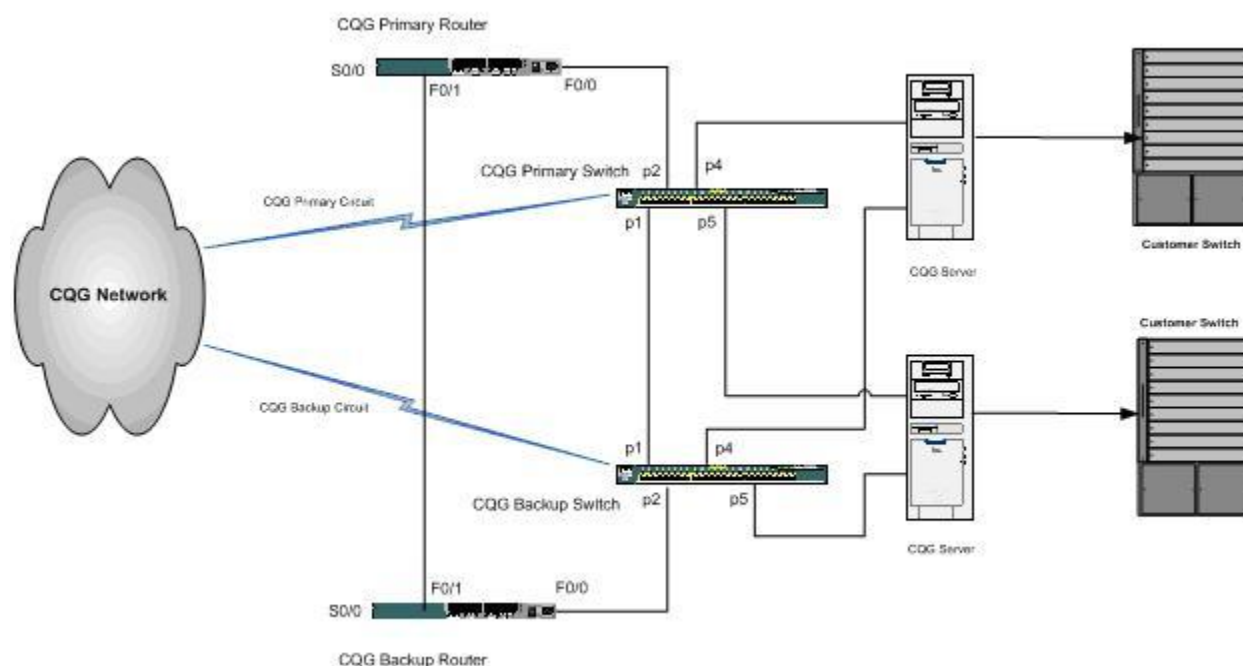 CQG Primary Router
S0/0
F0/1
F0/0
CQG Primary Switch
p2
p4
p1
p5
CQG Primary Circuit
CQG Server
Customer Switch
CQG Network
Customer Switch
CQG Backup Circuit
p1
p4
CQG Backup Switch
p2
p5
CQG Server
F0/1
F0/0
S0/0
CQG Backup Router